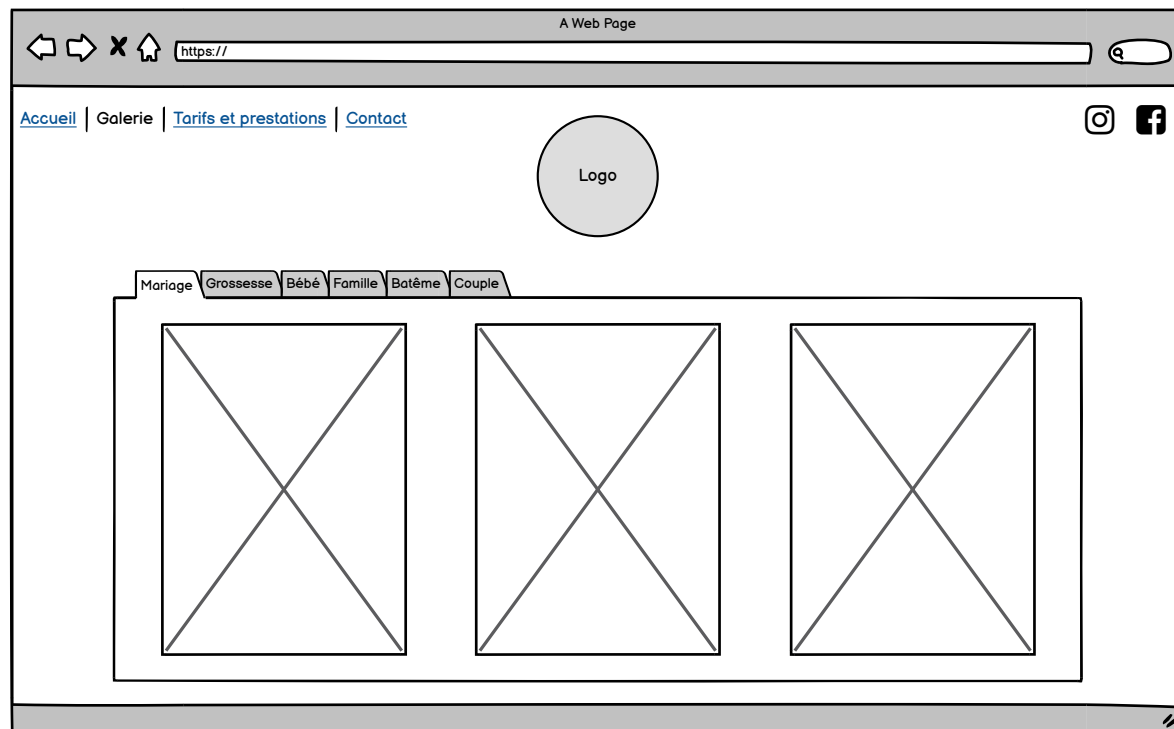 A Web Page
https://
Accueil | Galerie | Tarifs et prestations | Contact
Logo
Mariage Grossesse Bébé Famille Batême Couple